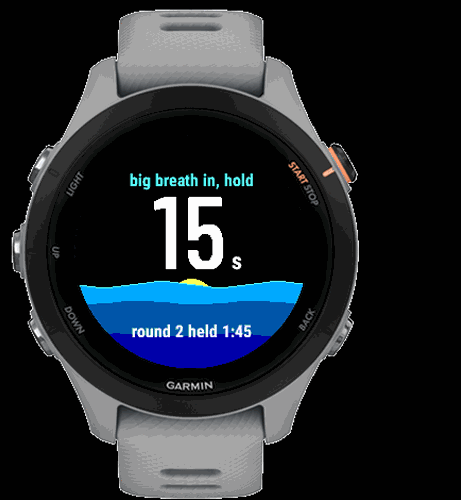 big breath in, hold
15 s
round 2 held 1:45
LIGHT
UP
DOWN
START STOP
BACK
GARMIN